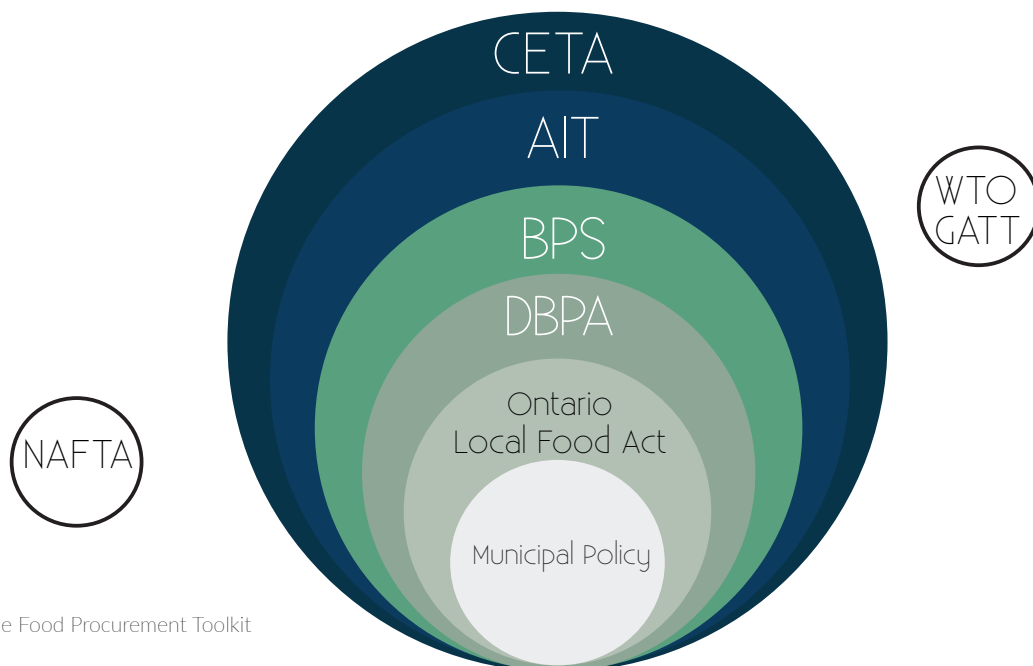 CETA
AIT
WTO
GATT
BPS
DBPA
Ontario
Local Food Act
NAFTA
Municipal Policy
e Food Procurement Toolkit